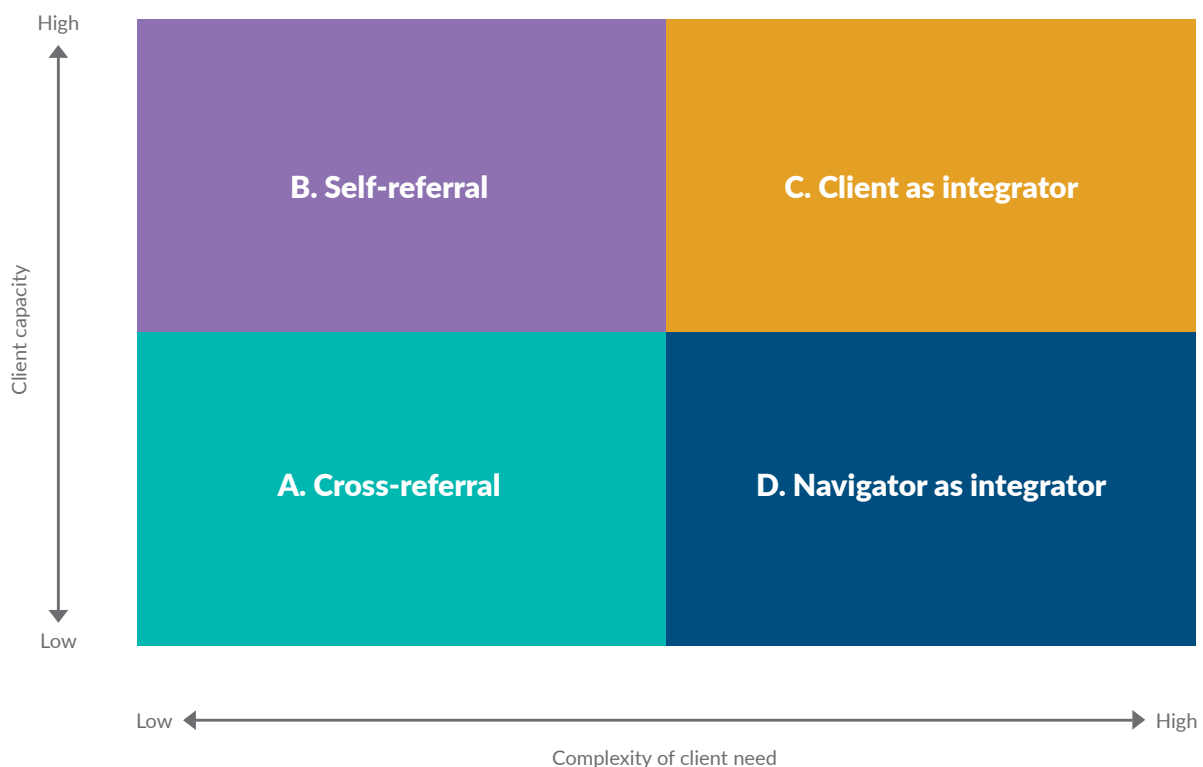 High
B. Self-referral
C. Client as integrator
Client capacity
A. Cross-referral
D. Navigator as integrator
Low
Low
High
Complexity of client need